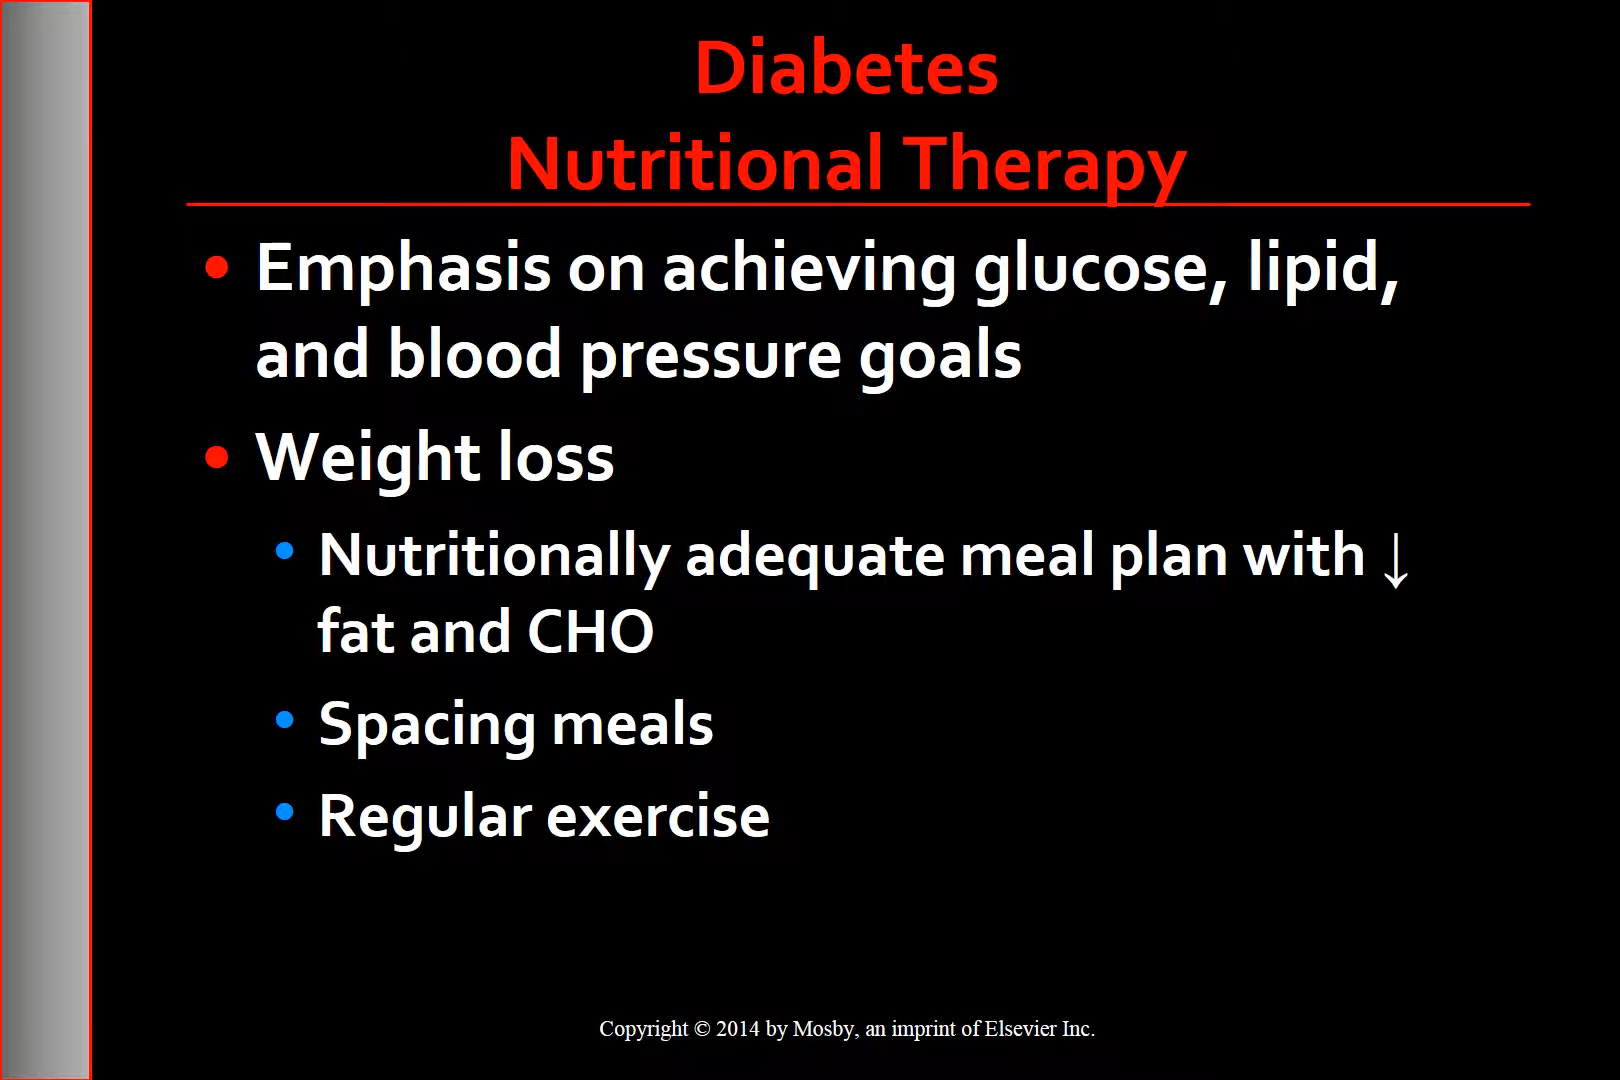 Diabetes
Nutritional Therapy
• Emphasis on achieving glucose, lipid,
and blood pressure goals
• Weight loss
• Nutritionally adequate meal plan with ↓
fat and CHO
• Spacing meals
• Regular exercise
Copyright © 2014 by Mosby, an imprint of Elsevier Inc.